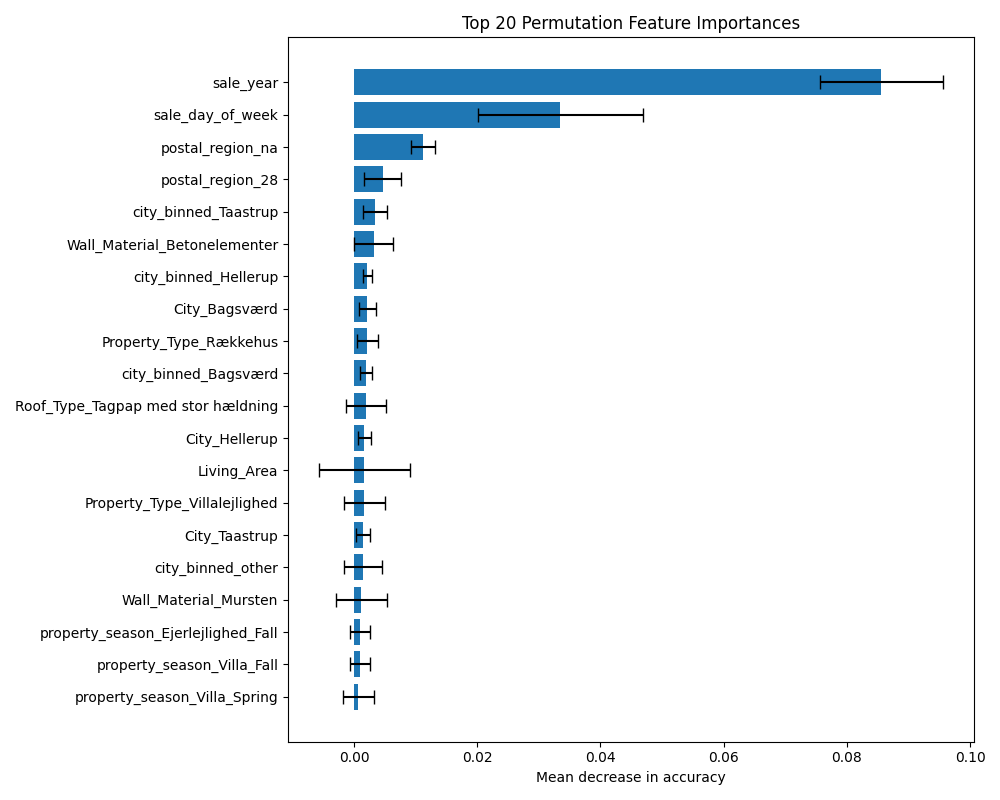 Top 20 Permutation Feature Importances
sale_year
sale_day_of_week
postal_region_na
postal_region_28
city_binned_Taastrup
Wall_Material_Betonelementer
city_binned_Hellerup
City_Bagsværd
Property_Type_Rækkehus
city_binned_Bagsværd
Roof_Type_Tagpap med stor hældning
City_Hellerup
Living_Area
Property_Type_Villalejlighed
City_Taastrup
city_binned_other
Wall_Material_Mursten
property_season_Ejerlejlighed_Fall
property_season_Villa_Fall
property_season_Villa_Spring
0.00 0.02 0.04 0.06 0.08 0.10
Mean decrease in accuracy